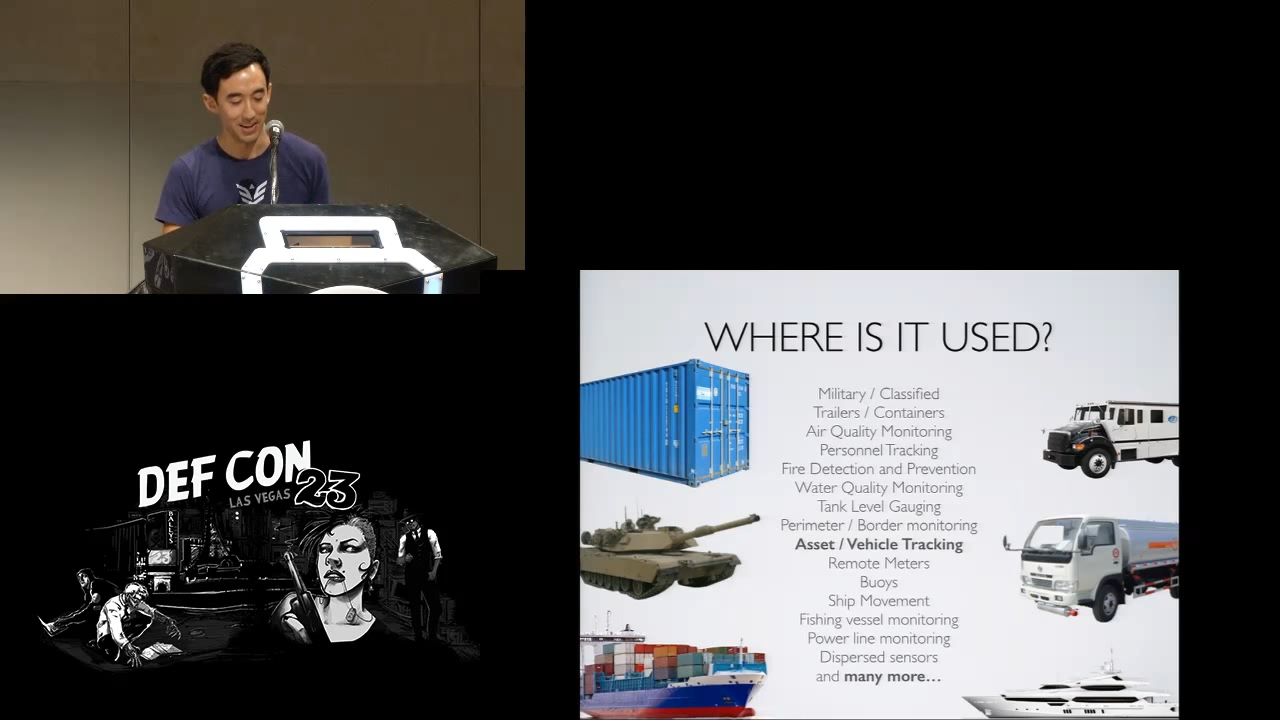 WHERE IS IT USED?
Military / Classified
Trailers / Containers
Air Quality Monitoring
Personnel Tracking
Fire Detection and Prevention
Water Quality Monitoring
Tank Level Gauging
Perimeter / Border monitoring
Asset / Vehicle Tracking
Remote Meters
Buoys
Ship Movement
Fishing vessel monitoring
Power line monitoring
Dispersed sensors
and many more...
DEF CON
LAS VEGAS 23
BALLY'S